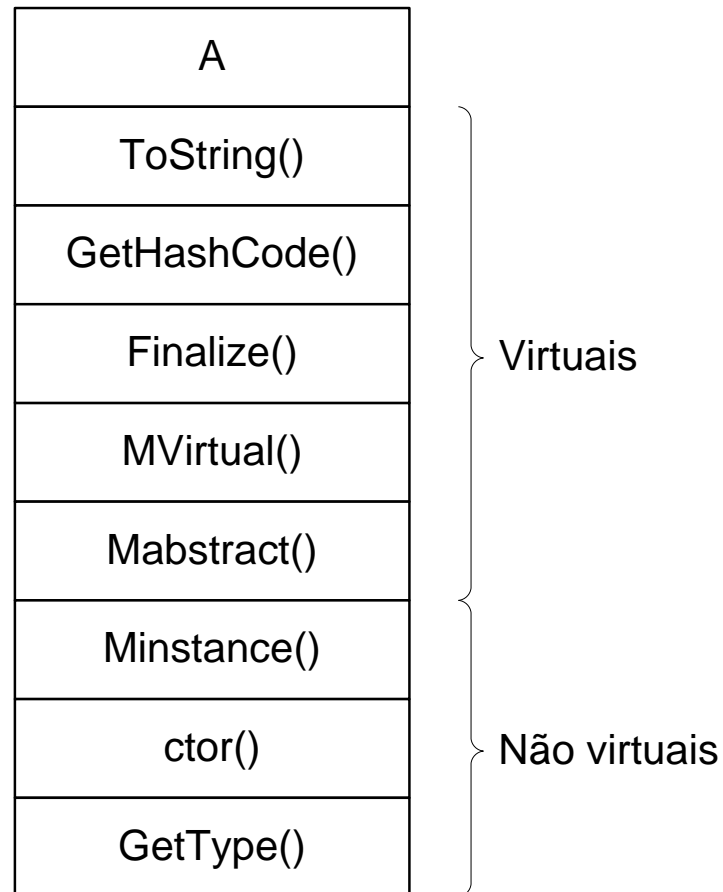 A
ToString()
GetHashCode()
Finalize()
MVirtual()
Mabstract()
Minstance()
ctor()
GetType()
Virtuais
Não virtuais